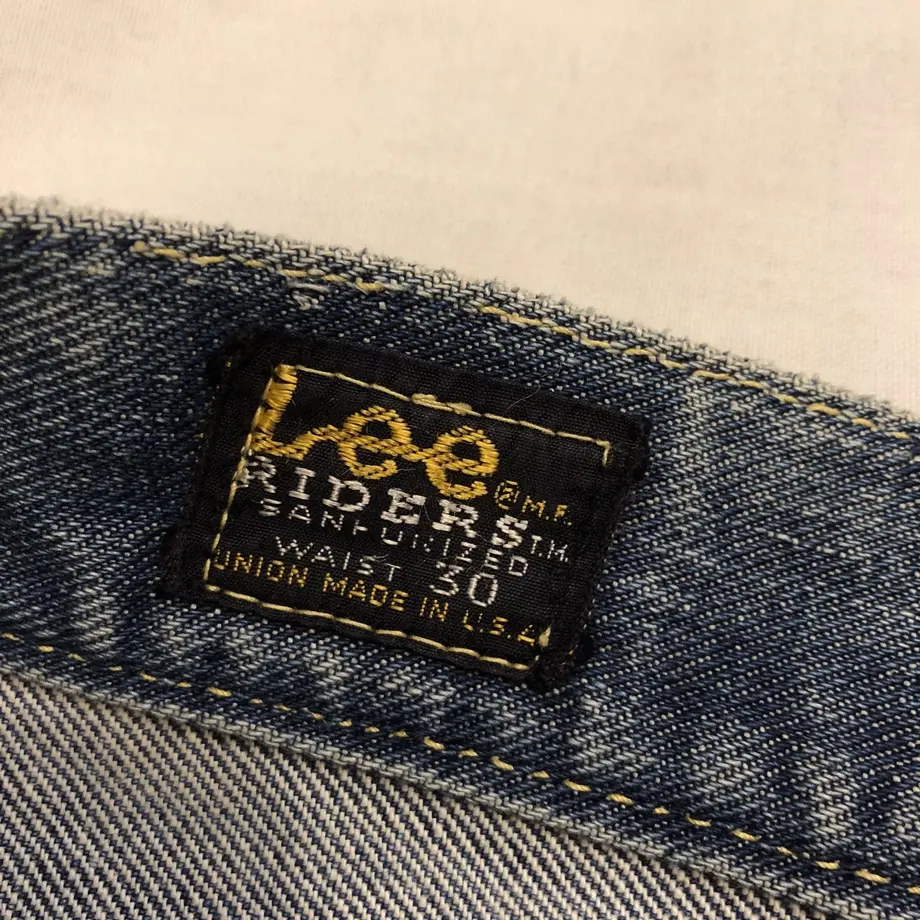 Lee ® M.R.
RIDERS T.M.
SANFORIZED
WAIST 30
UNION MADE IN U.S.A.